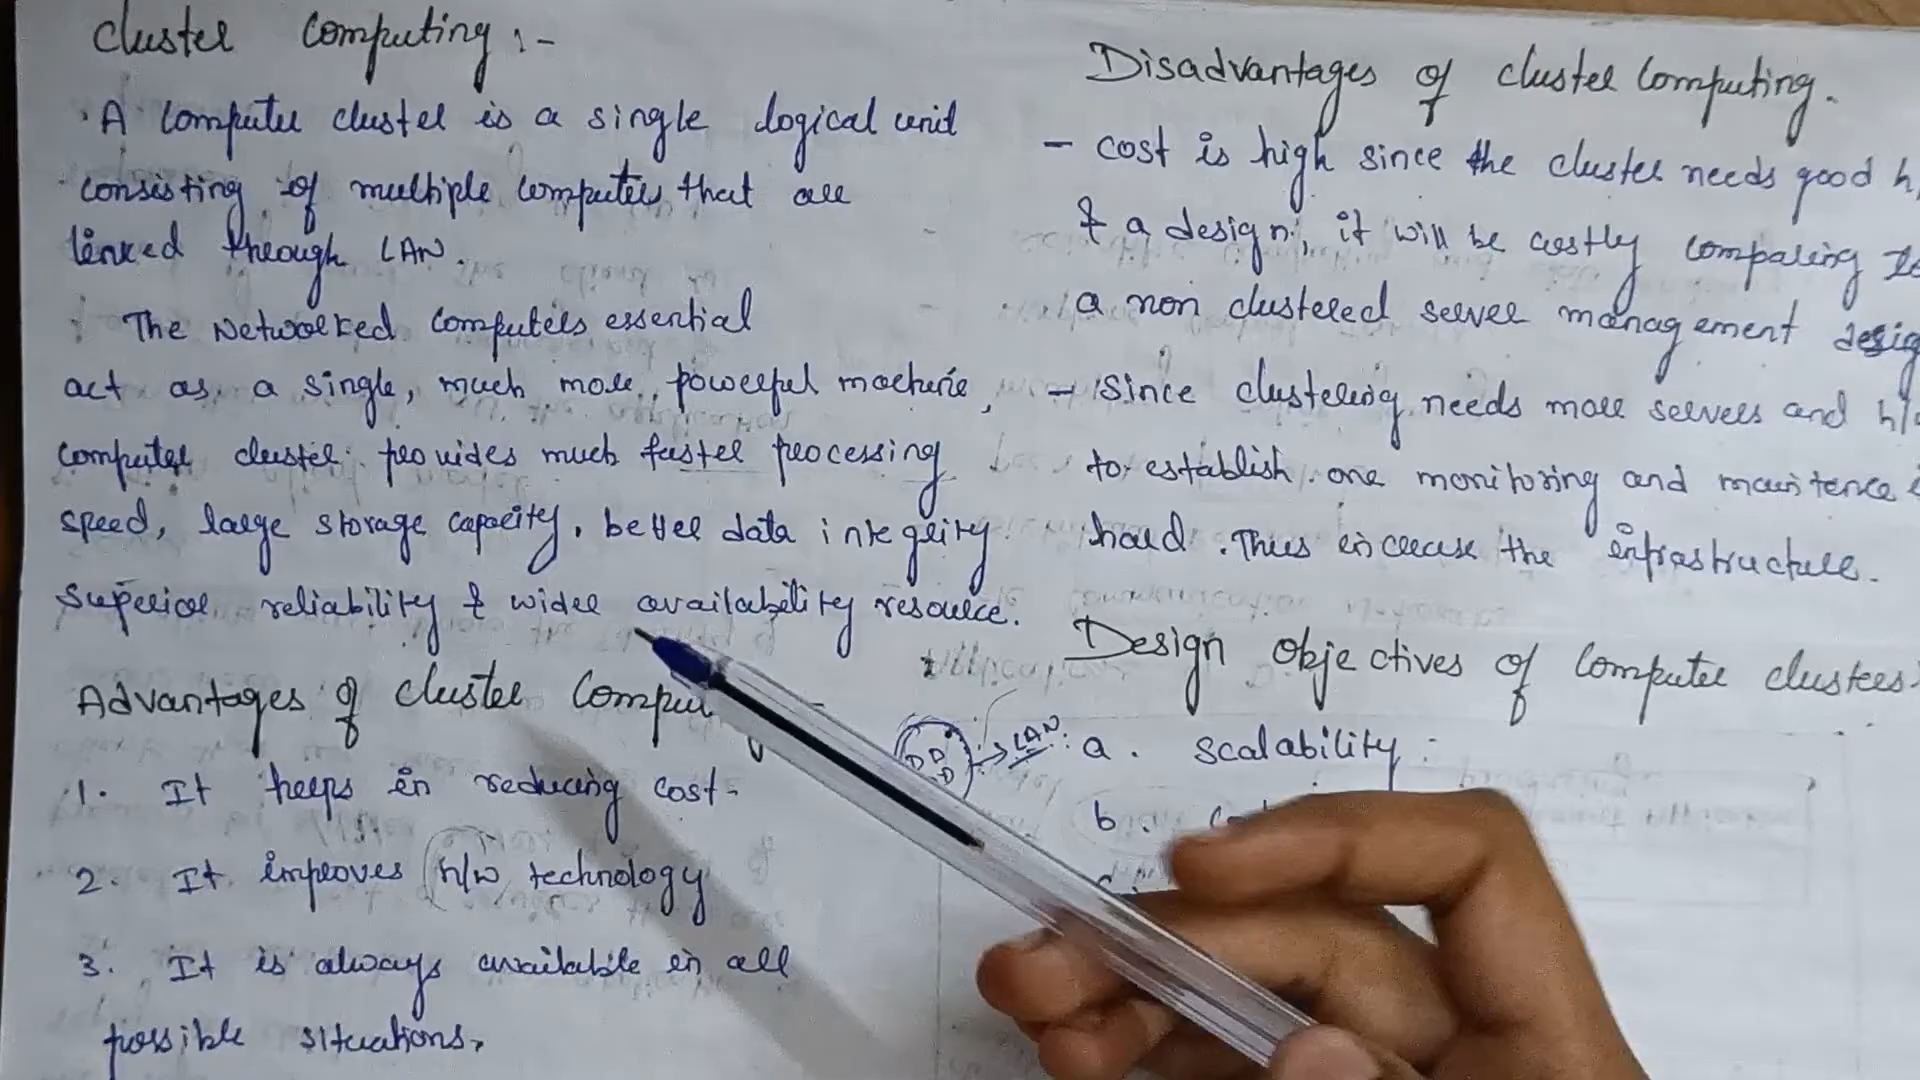 Cluster Computing :-
. A Computer cluster is a single logical unit
consisting of multiple computers that are
linked through LAN.
The Networked computers essential
act as a single, much more powerful machine,
computer cluster provides much faster processing
speed, large storage capacity, better data integrity
superior reliability & wider availability resource.
Advantages of cluster
1. It helps in reducing cost.
2. It improves n/w technology
3. It is always available in all
possible situations.
Disadvantages of cluster computing.
- cost is high since the cluster needs good
& a design, it will be costly comparing to
a non clustered server management
- Since clustering needs more servers and
to establish one monitoring and maintence
hard. Thus increase the infrastructure.
Design objectives of Computer clusters
D D D → LAN
a. scalability:
b.